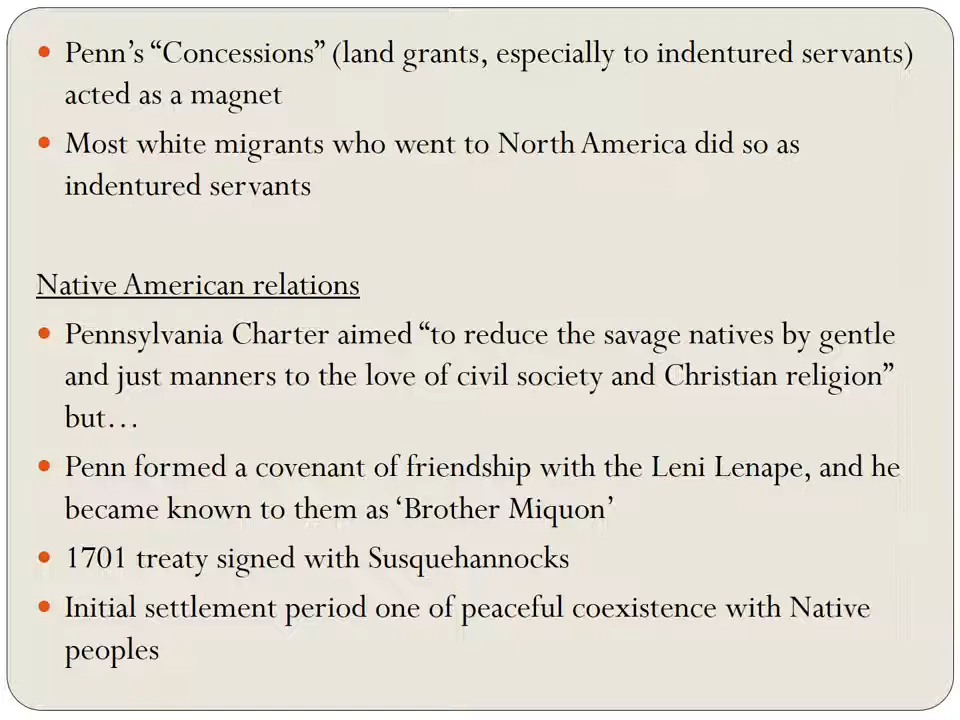 • Penn’s “Concessions” (land grants, especially to indentured servants)
acted as a magnet
• Most white migrants who went to North America did so as
indentured servants
Native American relations
• Pennsylvania Charter aimed “to reduce the savage natives by gentle
and just manners to the love of civil society and Christian religion”
but…
• Penn formed a covenant of friendship with the Leni Lenape, and he
became known to them as ‘Brother Miquon’
• 1701 treaty signed with Susquehannocks
• Initial settlement period one of peaceful coexistence with Native
peoples